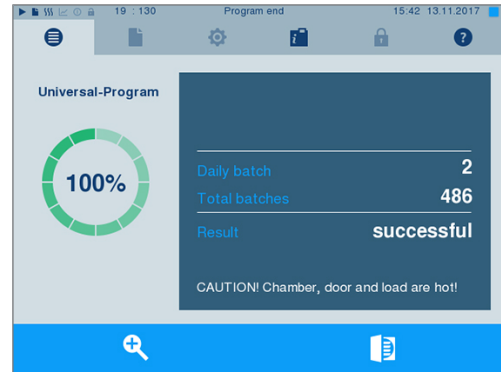 19 : 130 Program end 15:42 13.11.2017
Universal-Program
100%
Daily batch 2
Total batches 486
Result successful
CAUTION! Chamber, door and load are hot!